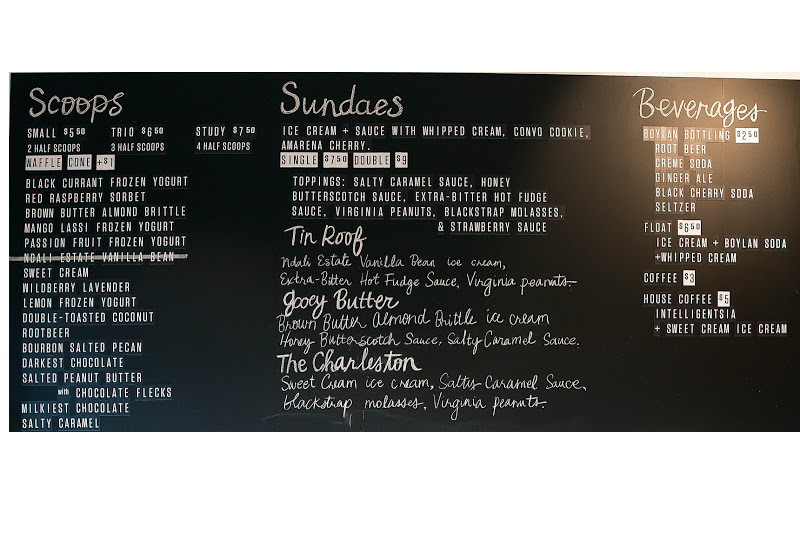 Scoops
SMALL $5.50 TRIO $6.50 STUDY $7.50
2 HALF SCOOPS 3 HALF SCOOPS 4 HALF SCOOPS
WAFFLE CONE +$1
BLACK CURRANT FROZEN YOGURT
RED RASPBERRY SORBET
BROWN BUTTER ALMOND BRITTLE
MANGO LASSI FROZEN YOGURT
PASSION FRUIT FROZEN YOGURT
NDALI ESTATE VANILLA BEAN
SWEET CREAM
WILDBERRY LAVENDER
LEMON FROZEN YOGURT
DOUBLE-TOASTED COCONUT
ROOTBEER
BOURBON SALTED PECAN
DARKEST CHOCOLATE
SALTED PEANUT BUTTER
with CHOCOLATE FLECKS
MILKIEST CHOCOLATE
SALTY CARAMEL
Sundaes
ICE CREAM + SAUCE WITH WHIPPED CREAM, CONVO COOKIE,
AMARENA CHERRY.
SINGLE $7.50 DOUBLE $9
TOPPINGS: SALTY CARAMEL SAUCE, HONEY
BUTTERSCOTCH SAUCE, EXTRA-BITTER HOT FUDGE
SAUCE, VIRGINIA PEANUTS, BLACKSTRAP MOLASSES,
& STRAWBERRY SAUCE
Tin Roof
Ndali Estate Vanilla Bean ice cream,
Extra-Bitter Hot Fudge Sauce, Virginia peanuts.
Gooey Butter
Brown Butter Almond Brittle ice cream
Honey Butterscotch Sauce, Salty Caramel Sauce.
The Charleston
Sweet Cream ice cream, Salty Caramel Sauce,
blackstrap molasses, Virginia peanuts.
Beverages
BOYLAN BOTTLING $2.50
ROOT BEER
CREME SODA
GINGER ALE
BLACK CHERRY SODA
SELTZER
FLOAT $6.50
ICE CREAM + BOYLAN SODA
+WHIPPED CREAM
COFFEE $3
HOUSE COFFEE $5
INTELLIGENTSIA
+ SWEET CREAM ICE CREAM